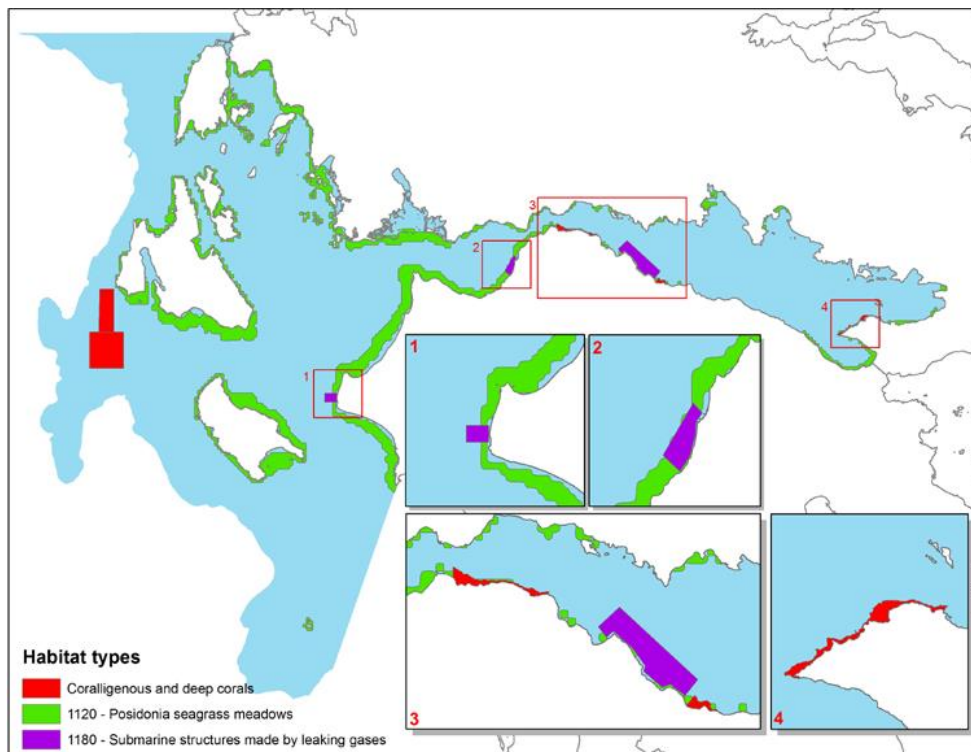 3
2
4
1
1
2
3
4
Habitat types
Coralligenous and deep corals
1120 - Posidonia seagrass meadows
1180 - Submarine structures made by leaking gases